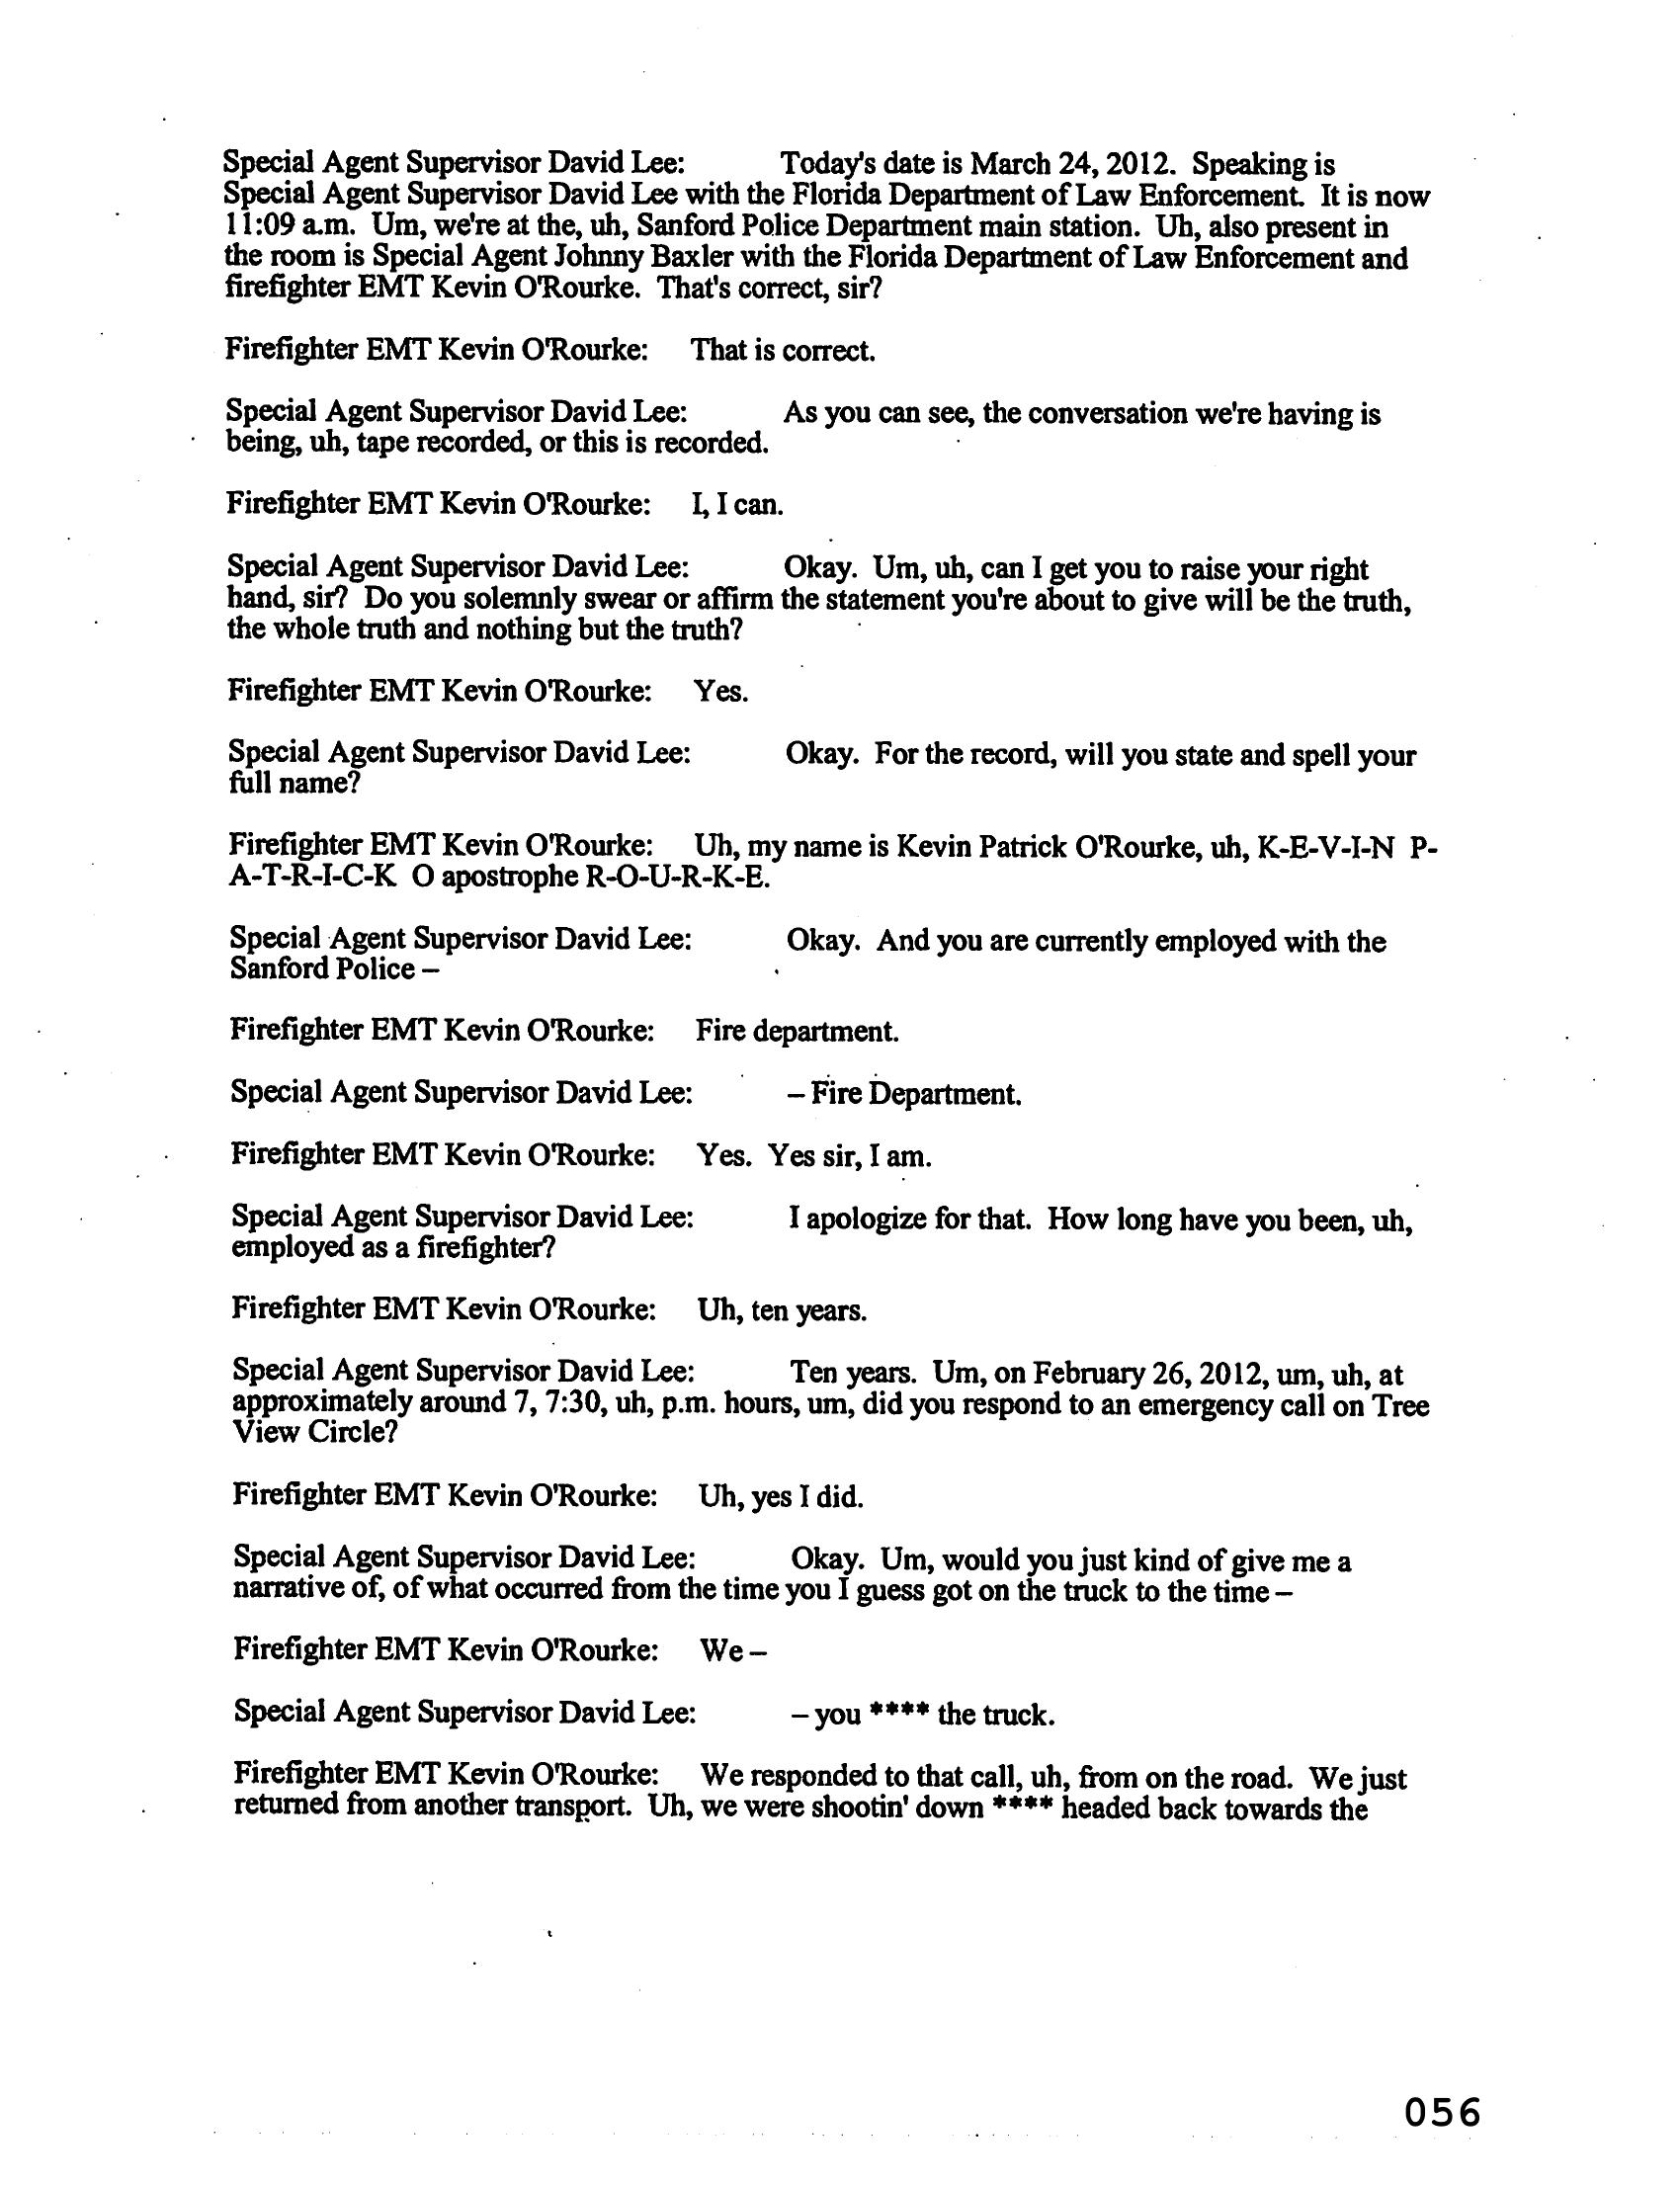 Special Agent Supervisor David Lee: Today's date is March 24, 2012. Speaking is
Special Agent Supervisor David Lee with the Florida Department of Law Enforcement. It is now
11:09 a.m. Um, we're at the, uh, Sanford Police Department main station. Uh, also present in
the room is Special Agent Johnny Baxler with the Florida Department of Law Enforcement and
firefighter EMT Kevin O'Rourke. That's correct, sir?
Firefighter EMT Kevin O'Rourke: That is correct.
Special Agent Supervisor David Lee: As you can see, the conversation we're having is
being, uh, tape recorded, or this is recorded.
Firefighter EMT Kevin O'Rourke: I, I can.
Special Agent Supervisor David Lee: Okay. Um, uh, can I get you to raise your right
hand, sir? Do you solemnly swear or affirm the statement you're about to give will be the truth,
the whole truth and nothing but the truth?
Firefighter EMT Kevin O'Rourke: Yes.
Special Agent Supervisor David Lee: Okay. For the record, will you state and spell your
full name?
Firefighter EMT Kevin O'Rourke: Uh, my name is Kevin Patrick O'Rourke, uh, K-E-V-I-N P-
A-T-R-I-C-K O apostrophe R-O-U-R-K-E.
Special Agent Supervisor David Lee: Okay. And you are currently employed with the
Sanford Police –
Firefighter EMT Kevin O'Rourke: Fire department.
Special Agent Supervisor David Lee: – Fire Department.
Firefighter EMT Kevin O'Rourke: Yes. Yes sir, I am.
Special Agent Supervisor David Lee: I apologize for that. How long have you been, uh,
employed as a firefighter?
Firefighter EMT Kevin O'Rourke: Uh, ten years.
Special Agent Supervisor David Lee: Ten years. Um, on February 26, 2012, um, uh, at
approximately around 7, 7:30, uh, p.m. hours, um, did you respond to an emergency call on Tree
View Circle?
Firefighter EMT Kevin O'Rourke: Uh, yes I did.
Special Agent Supervisor David Lee: Okay. Um, would you just kind of give me a
narrative of, of what occurred from the time you I guess got on the truck to the time –
Firefighter EMT Kevin O'Rourke: We –
Special Agent Supervisor David Lee: – you **** the truck.
Firefighter EMT Kevin O'Rourke: We responded to that call, uh, from on the road. We just
returned from another transport. Uh, we were shootin' down **** headed back towards the
056